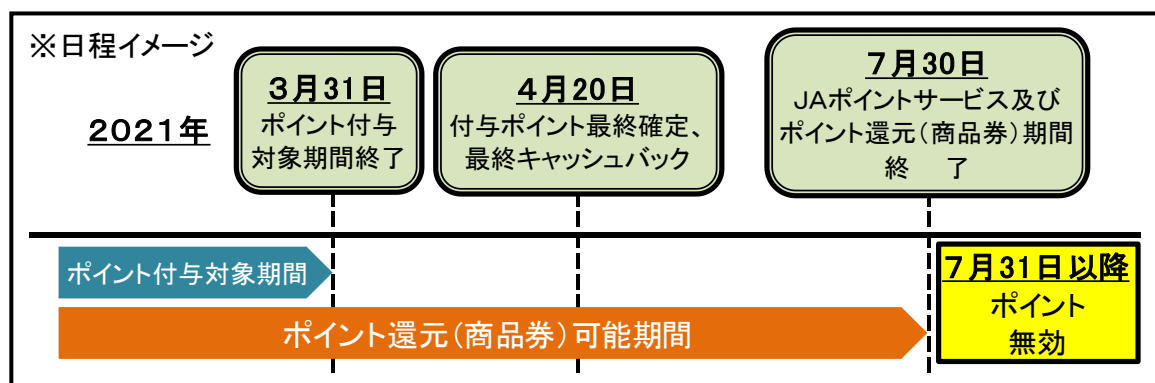 ※日程イメージ
2021年
3月31日
ポイント付与
対象期間終了
4月20日
付与ポイント最終確定、
最終キャッシュバック
7月30日
JAポイントサービス及び
ポイント還元(商品券)期間
終　了
ポイント付与対象期間
ポイント還元(商品券)可能期間
7月31日以降
ポイント
無効